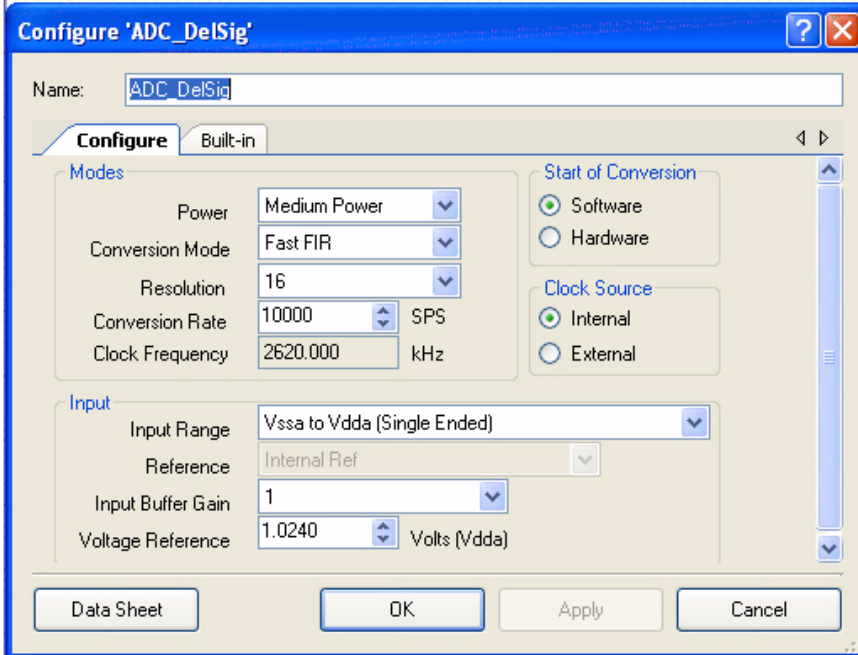 Configure 'ADC_DelSig'
Name: ADC_DelSig
Configure Built-in
Modes
Power Medium Power
Conversion Mode Fast FIR
Resolution 16
Conversion Rate 10000 SPS
Clock Frequency 2620.000 kHz
Start of Conversion
Software
Hardware
Clock Source
Internal
External
Input
Input Range Vssa to Vdda (Single Ended)
Reference Internal Ref
Input Buffer Gain 1
Voltage Reference 1.0240 Volts (Vdda)
Data Sheet OK Apply Cancel